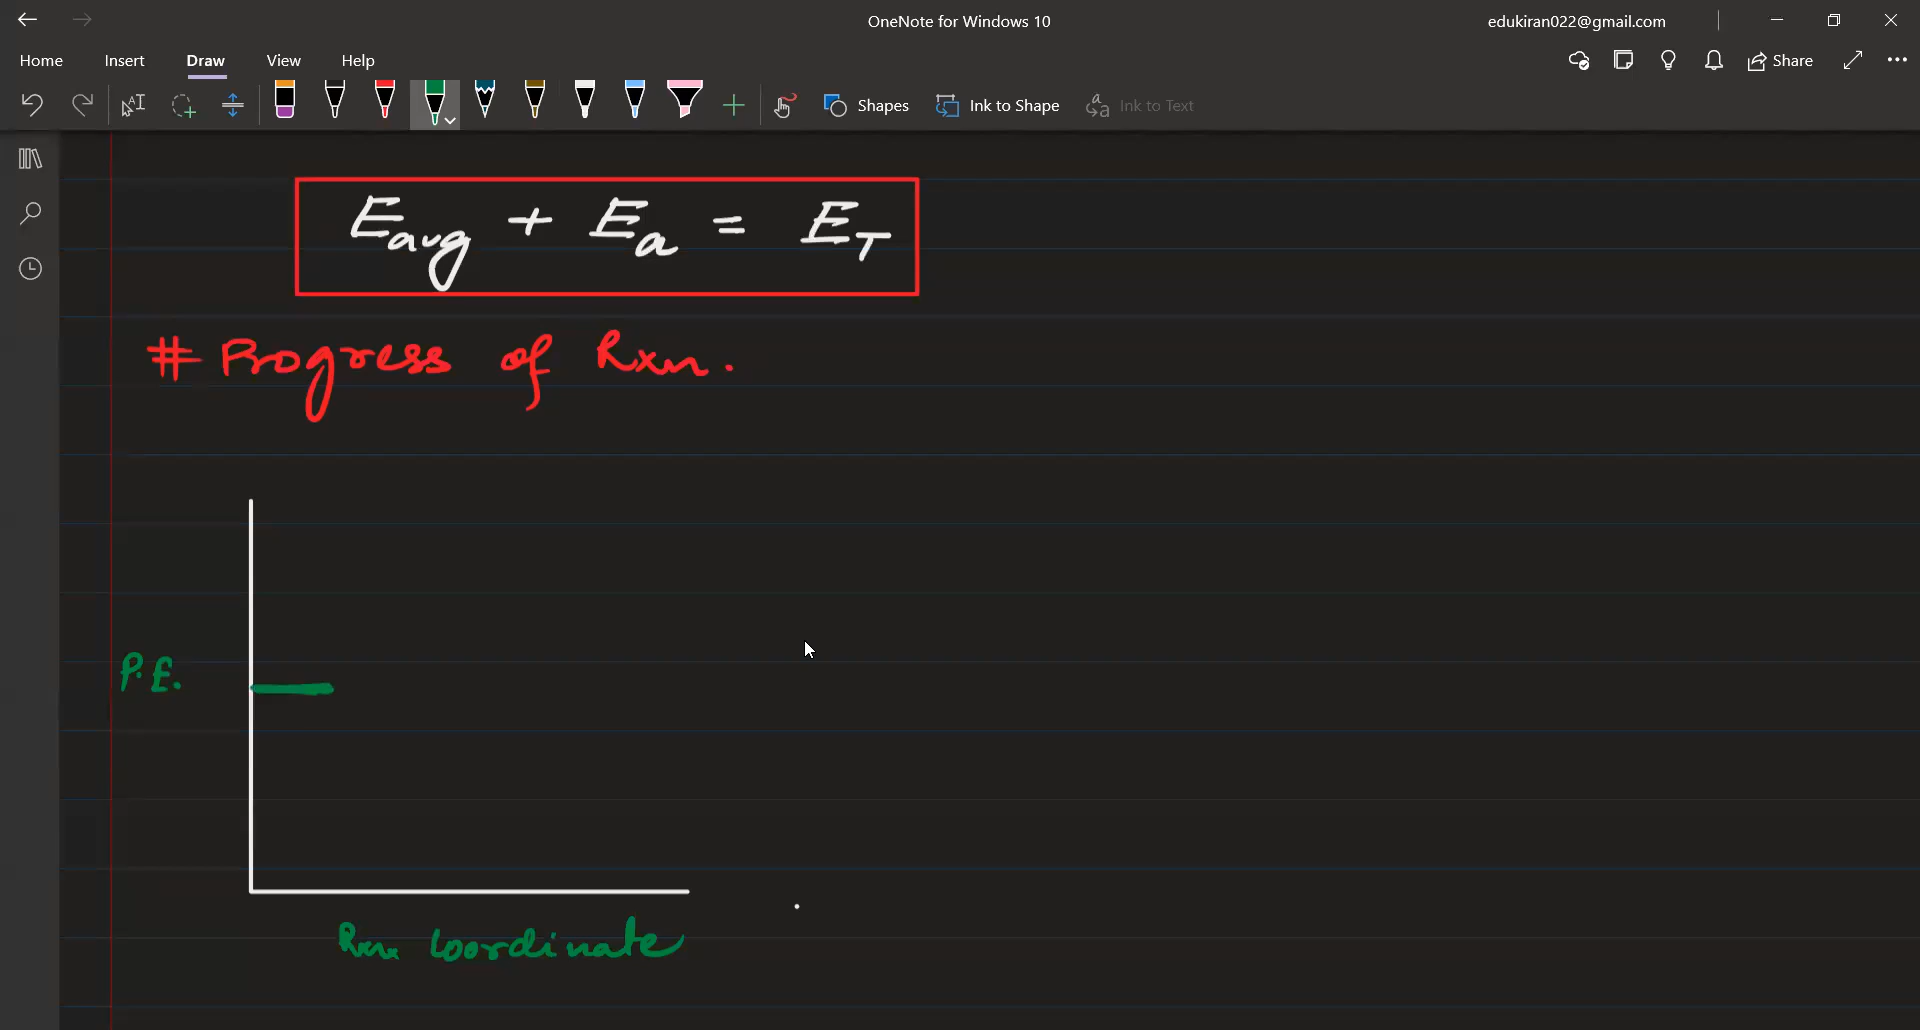 OneNote for Windows 10
edukiran022@gmail.com
Home Insert Draw View Help
Share
Shapes Ink to Shape Ink to Text
Eavg + Ea = ET
# Progress of Rxn.
P.E.
Rxn Coordinate